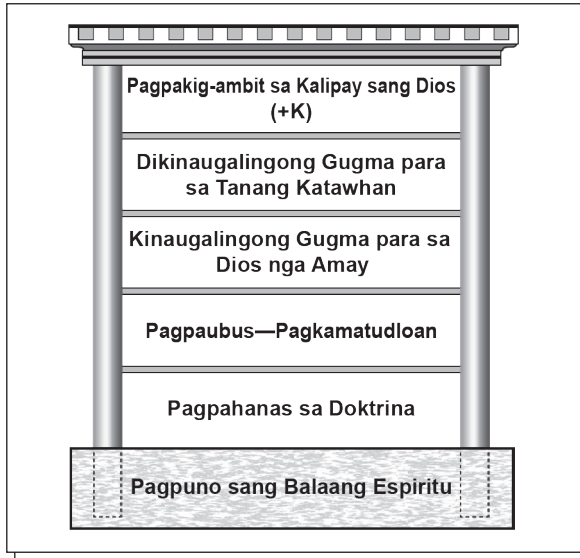 Pagpakig-ambit sa Kalipay sang Dios
(+K)
Dikinaugalingong Gugma para
sa Tanang Katawhan
Kinaugalingong Gugma para sa
Dios nga Amay
Pagpaubus—Pagkamatudloan
Pagpahanas sa Doktrina
Pagpuno sang Balaang Espiritu